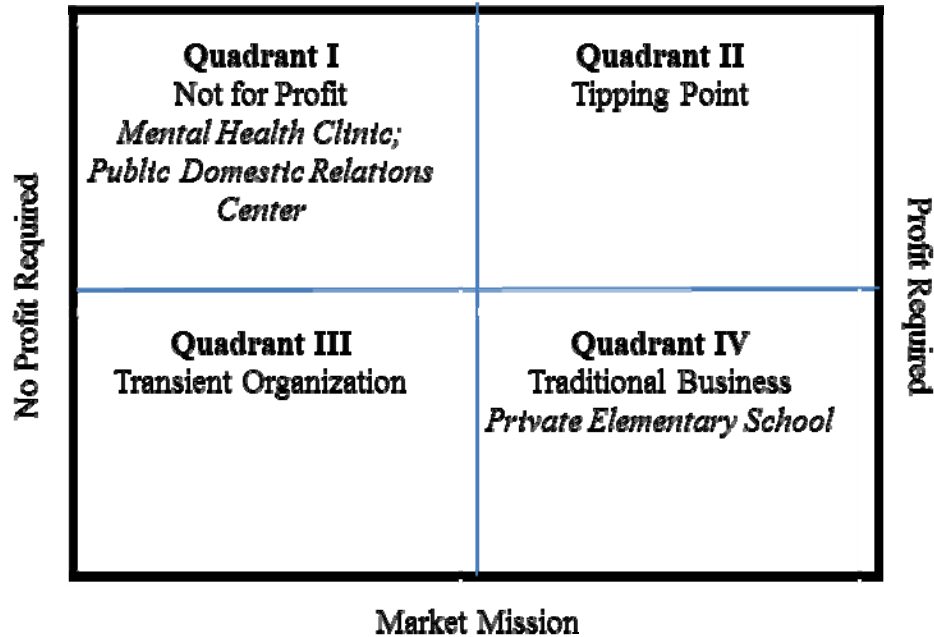 Quadrant I
Not for Profit
Mental Health Clinic;
Public Domestic Relations
Center
Quadrant II
Tipping Point
No Profit Required
Profit Required
Quadrant III
Transient Organization
Quadrant IV
Traditional Business
Private Elementary School
Market Mission